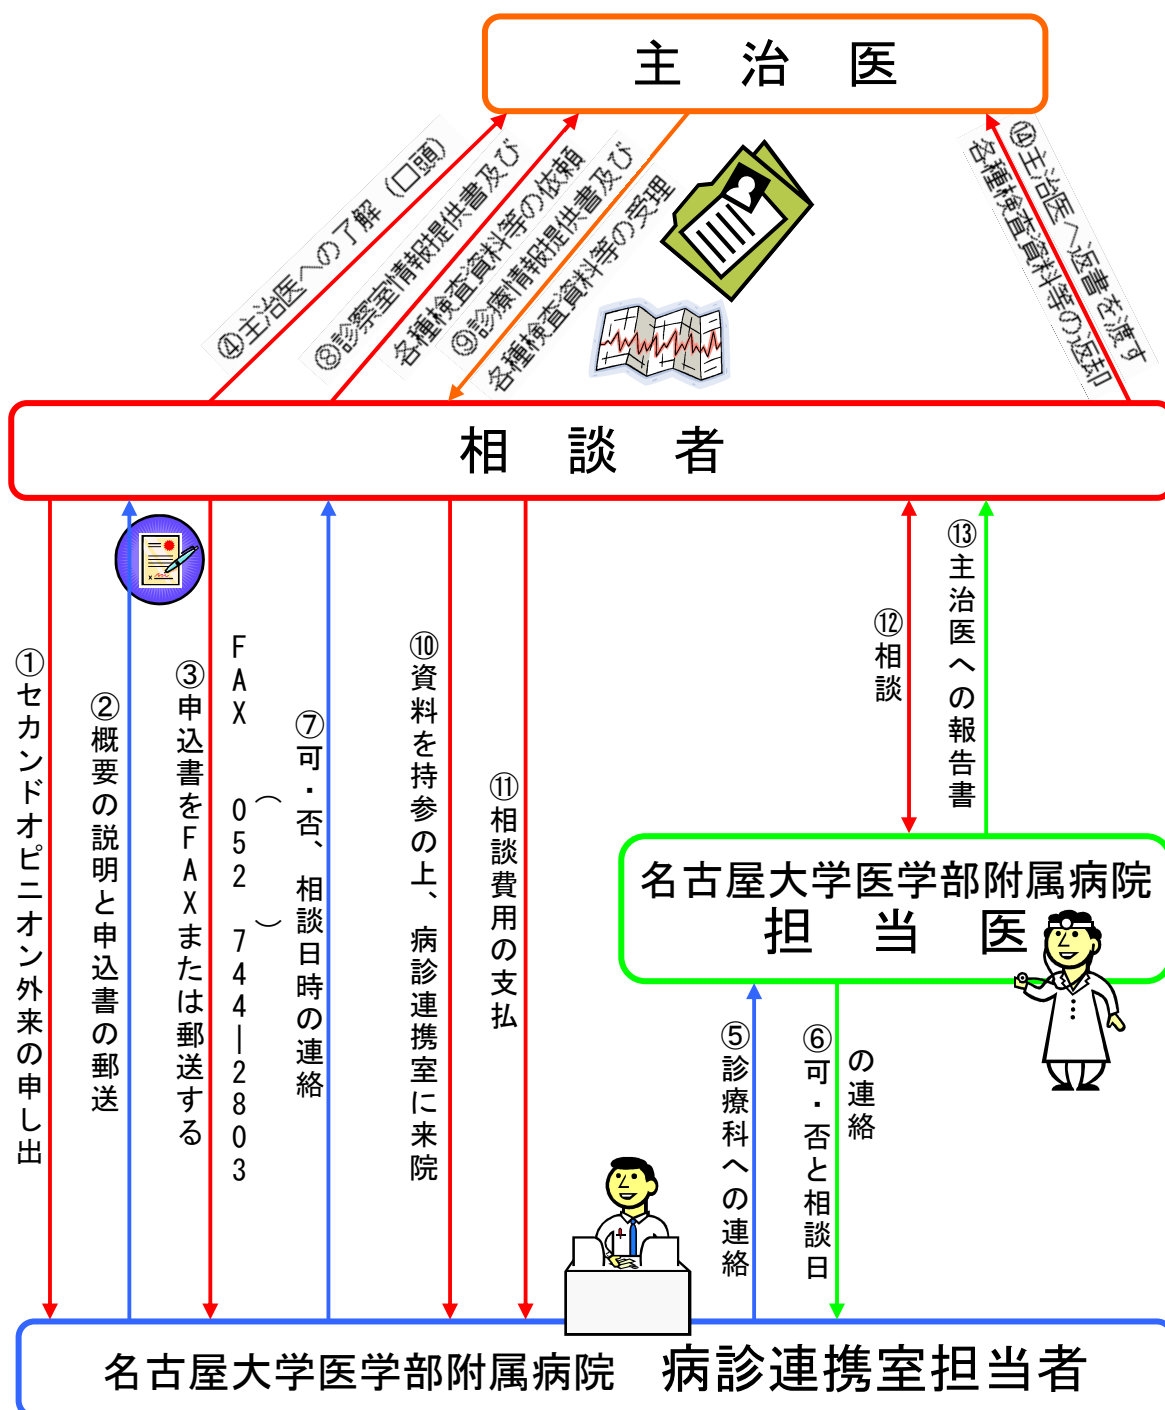 主　治　医
④主治医への了解（口頭）
⑧診察室情報提供書及び
各種検査資料等の依頼
⑨診療情報提供書及び
各種検査資料等の受理
⑭主治医へ返書を渡す
各種検査資料等の返却
相　談　者
①セカンドオピニオン外来の申し出
②概要の説明と申込書の郵送
③申込書をFAXまたは郵送する
FAX （052）744―2803
⑦可・否、相談日時の連絡
⑩資料を持参の上、病診連携室に来院
⑪相談費用の支払
⑫相談
⑬主治医への報告書
名古屋大学医学部附属病院
担　当　医
⑤診療科への連絡
⑥可・否と相談日
の連絡
名古屋大学医学部附属病院　病診連携室担当者